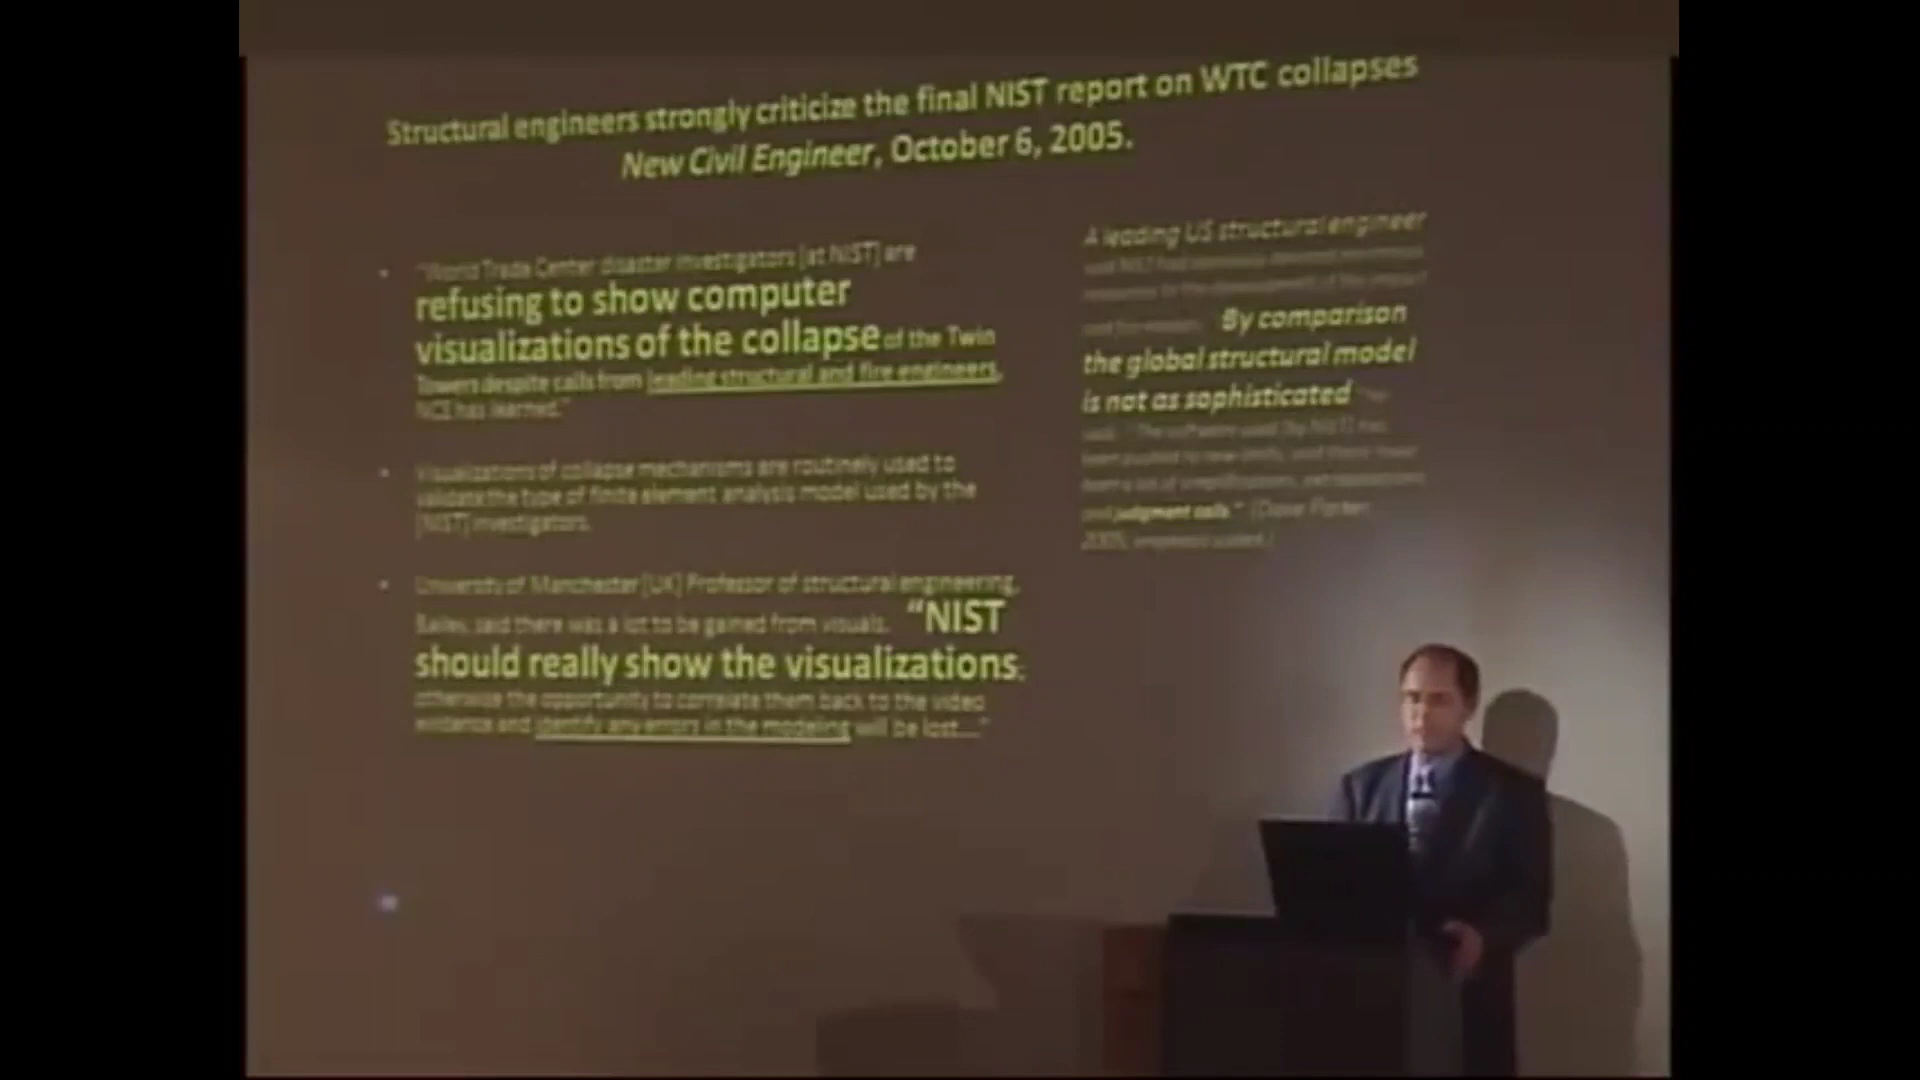 Structural engineers strongly criticize the final NIST report on WTC collapses
New Civil Engineer, October 6, 2005.
"World Trade Center disaster investigators [at NIST] are
refusing to show computer
visualizations of the collapse of the Twin
Towers despite calls from leading structural and fire engineers,
NCE has learned."
Visualizations of collapse mechanisms are routinely used to
validate the type of finite element analysis model used by the
[NIST] investigators.
University of Manchester [UK] Professor of structural engineering,
said there was a lot to be gained from visuals. "NIST
should really show the visualizations;
otherwise the opportunity to correlate them back to the video
evidence and identify any errors in the modeling will be lost...."
A leading US structural engineer
By comparison
the global structural model
is not as sophisticated
and judgment calls."